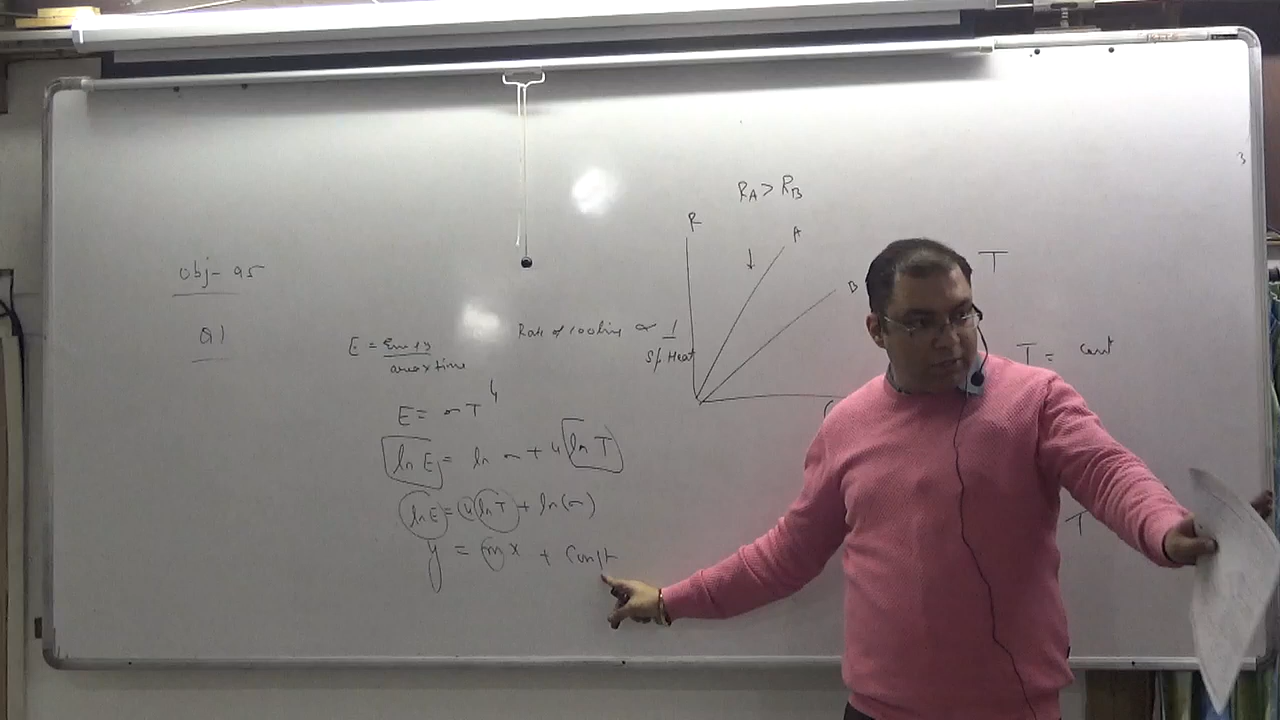 obj- 95
Q1
E = Energy
area x time
E = σT⁴
ln E = ln σ + 4 ln T
ln E = 4 ln T + ln(σ)
y = mx + Const
Rate of cooling ∝ 1
Sp. Heat
R_A > R_B
R
A
B
T
T = const
T